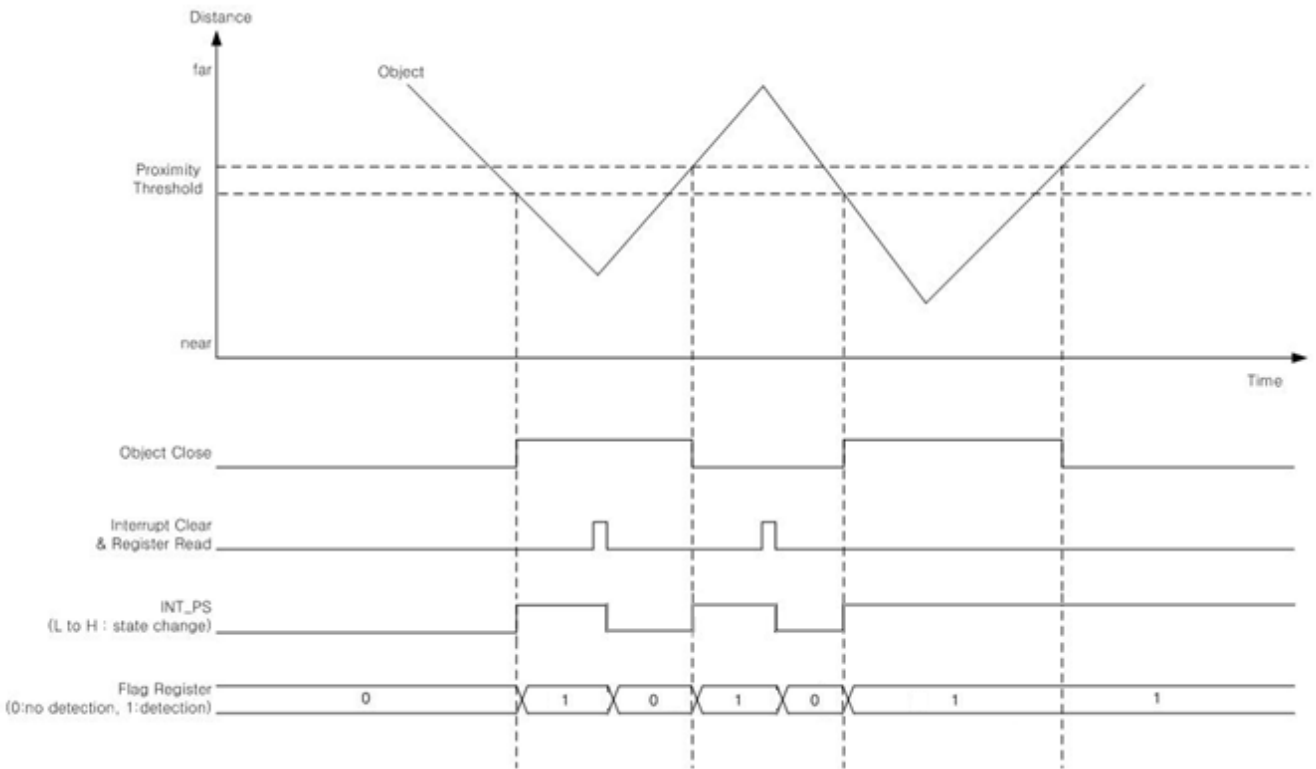 Distance
far
Object
Proximity
Threshold
near
Time
Object Close
Interrupt Clear
& Register Read
INT_PS
(L to H : state change)
Flag Register
(0:no detection, 1:detection)
0 1 0 1 0 1 1